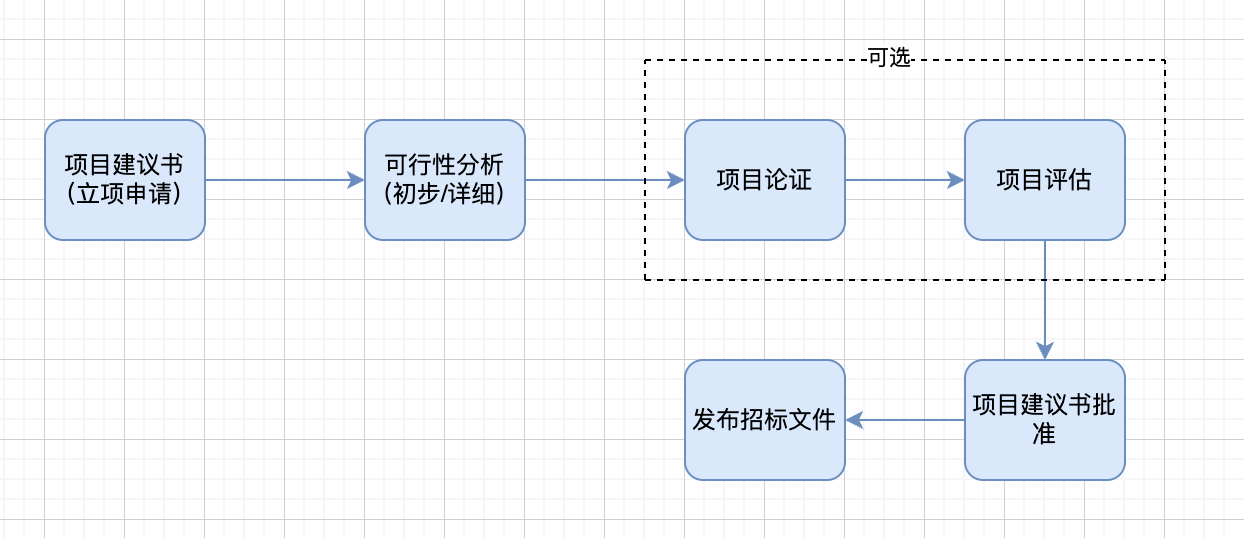 可选
项目建议书
(立项申请)
可行性分析
(初步/详细)
项目论证
项目评估
发布招标文件
项目建议书批
准